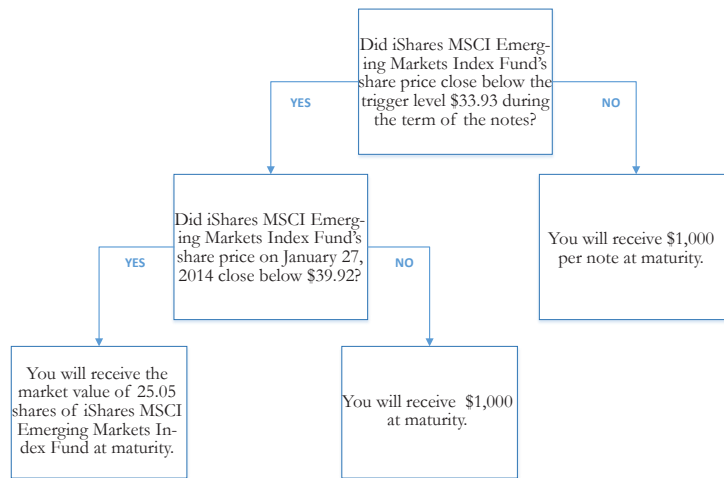 Did iShares MSCI Emerg-
ing Markets Index Fund's
share price close below the
trigger level $33.93 during
the term of the notes?
YES
NO
Did iShares MSCI Emerg-
ing Markets Index Fund's
share price on January 27,
2014 close below $39.92?
You will receive $1,000
per note at maturity.
YES
NO
You will receive the
market value of 25.05
shares of iShares MSCI
Emerging Markets In-
dex Fund at maturity.
You will receive $1,000
at maturity.